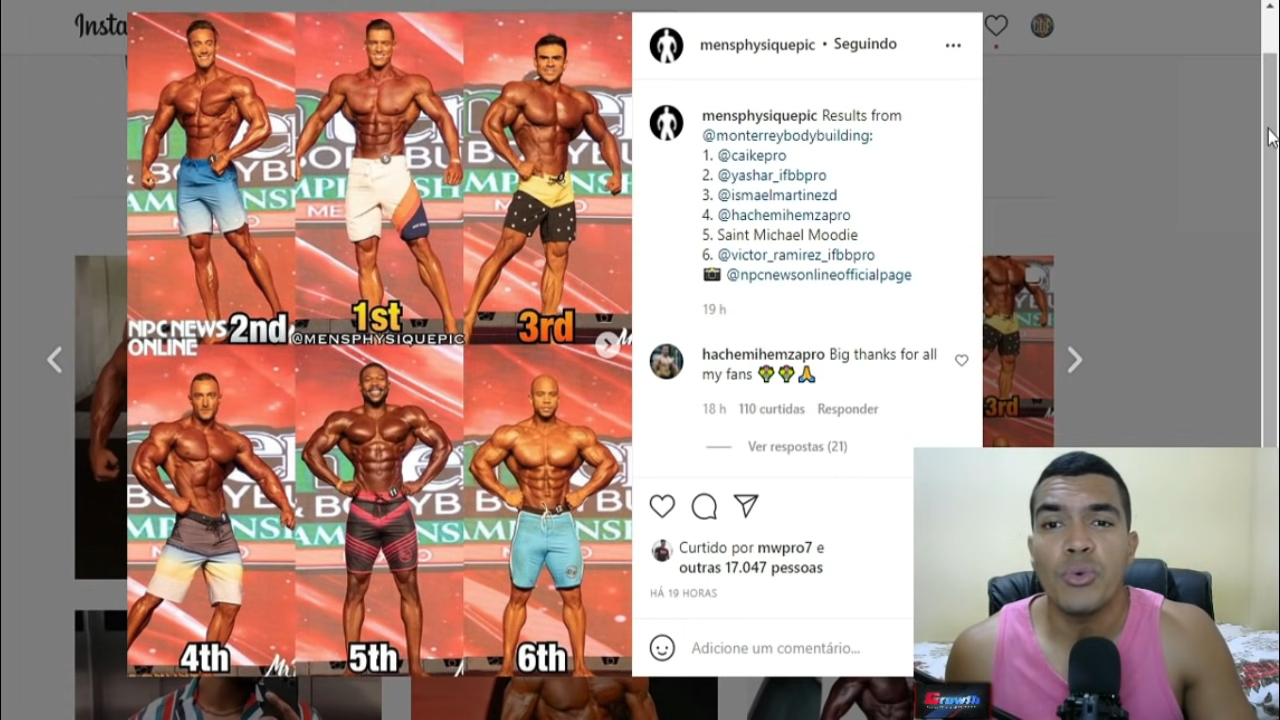 Insta
mensphysiquepic • Seguindo
mensphysiquepic Results from
@monterreybodybuilding:
1. @caikepro
2. @yashar_ifbbpro
3. @ismaelmartinezd
4. @hachemihemzapro
5. Saint Michael Moodie
6. @victor_ramirez_ifbbpro
@npcnewsonlineofficialpage
19 h
NPC NEWS
ONLINE
2nd
1st
@MENSPHYSIQUEPIC
3rd
3rd
hachemihemzapro Big thanks for all
my fans 💐💐🙏
18 h 110 curtidas Responder
Ver respostas (21)
Curtido por mwpro7 e
outras 17.047 pessoas
HÁ 19 HORAS
Adicione um comentário...
4th
5th
6th
Growth